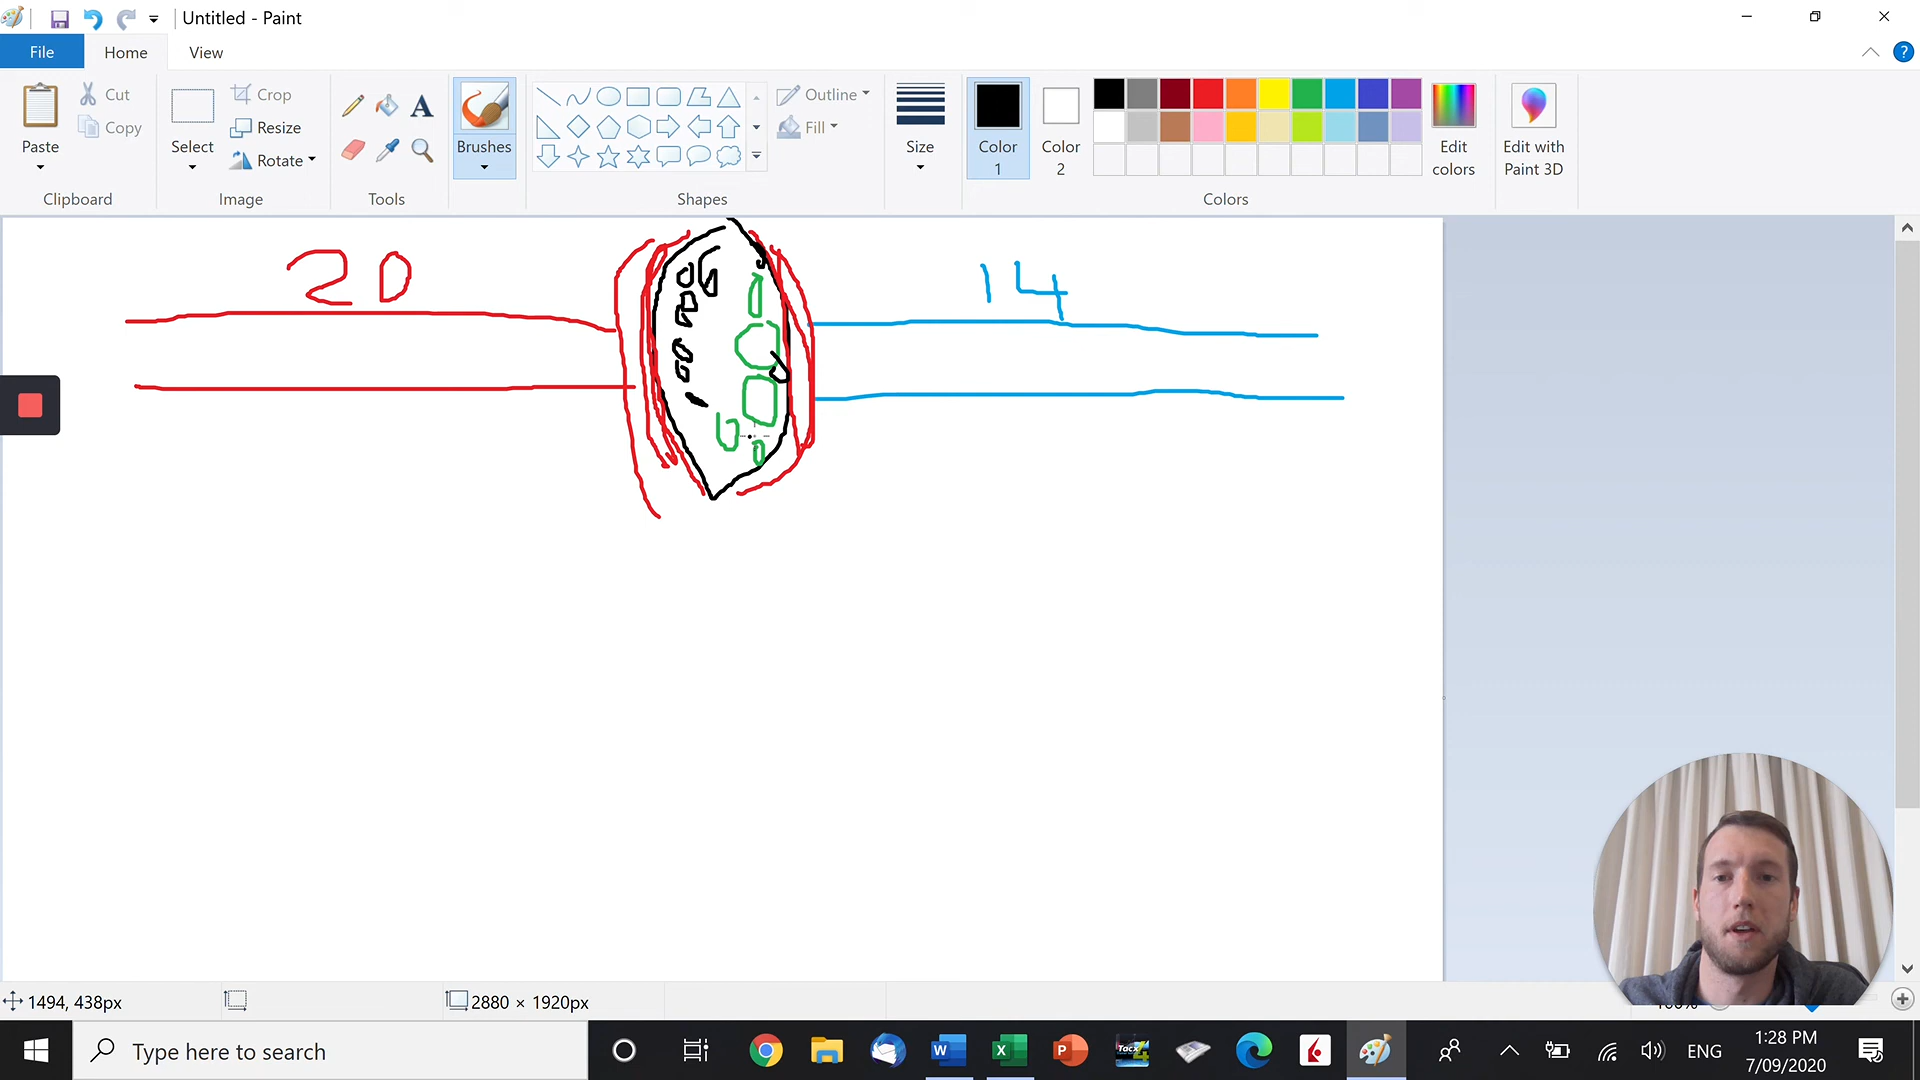 Untitled - Paint
File
Home
View
Paste
Cut
Copy
Clipboard
Select
Crop
Resize
Rotate
Image
A
Tools
Brushes
Shapes
Outline
Fill
Size
Color
1
Color
2
Colors
Edit
colors
Edit with
Paint 3D
20
14
1494, 438px
2880 × 1920px
Type here to search
TacX
4
ENG
1:28 PM
7/09/2020